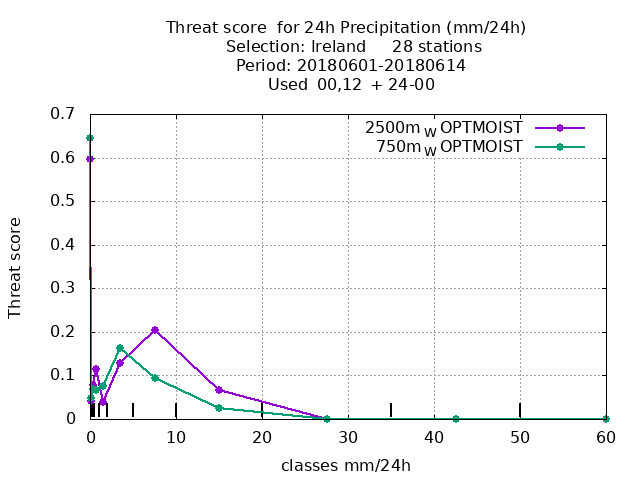 Threat score  for 24h Precipitation (mm/24h)
Selection: Ireland     28 stations
Period: 20180601-20180614
Used  00,12  + 24-00
0.7
2500m W OPTMOIST
750m W OPTMOIST
0.6
0.5
0.4
0.3
0.2
0.1
0
Threat score
0 10 20 30 40 50 60
classes mm/24h